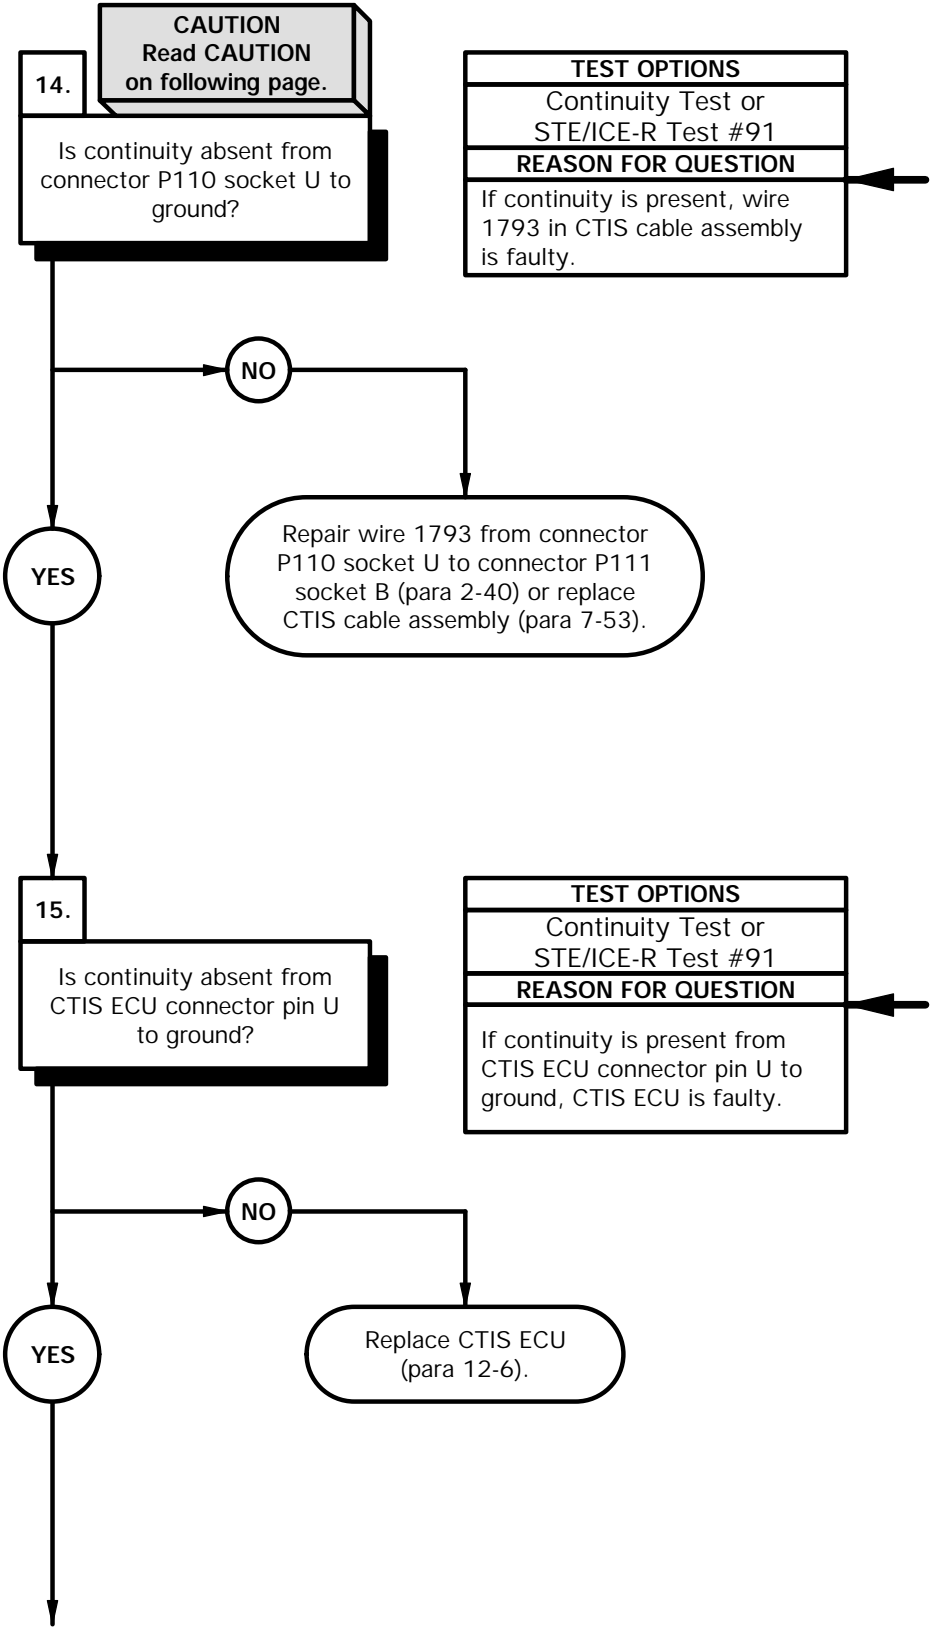 CAUTION
Read CAUTION
on following page.
14.
Is continuity absent from
connector P110 socket U to
ground?
TEST OPTIONS
Continuity Test or
STE/ICE-R Test #91
REASON FOR QUESTION
If continuity is present, wire
1793 in CTIS cable assembly
is faulty.
NO
Repair wire 1793 from connector
P110 socket U to connector P111
socket B (para 2-40) or replace
CTIS cable assembly (para 7-53).
YES
15.
Is continuity absent from
CTIS ECU connector pin U
to ground?
TEST OPTIONS
Continuity Test or
STE/ICE-R Test #91
REASON FOR QUESTION
If continuity is present from
CTIS ECU connector pin U to
ground, CTIS ECU is faulty.
NO
Replace CTIS ECU
(para 12-6).
YES